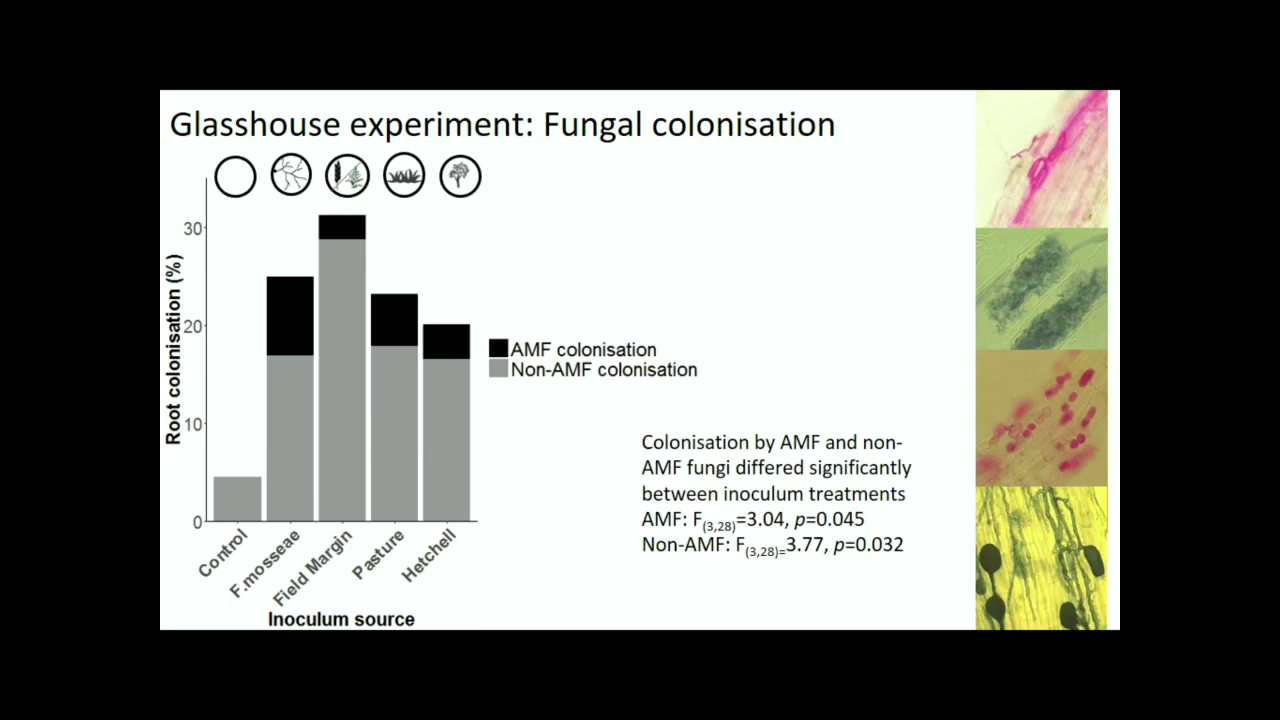 Glasshouse experiment: Fungal colonisation
Root colonisation (%)
30
20
10
0
Control
F.mosseae
Field Margin
Pasture
Hetchell
Inoculum source
AMF colonisation
Non-AMF colonisation
Colonisation by AMF and non-
AMF fungi differed significantly
between inoculum treatments
AMF: F(3,28)=3.04, p=0.045
Non-AMF: F(3,28)=3.77, p=0.032